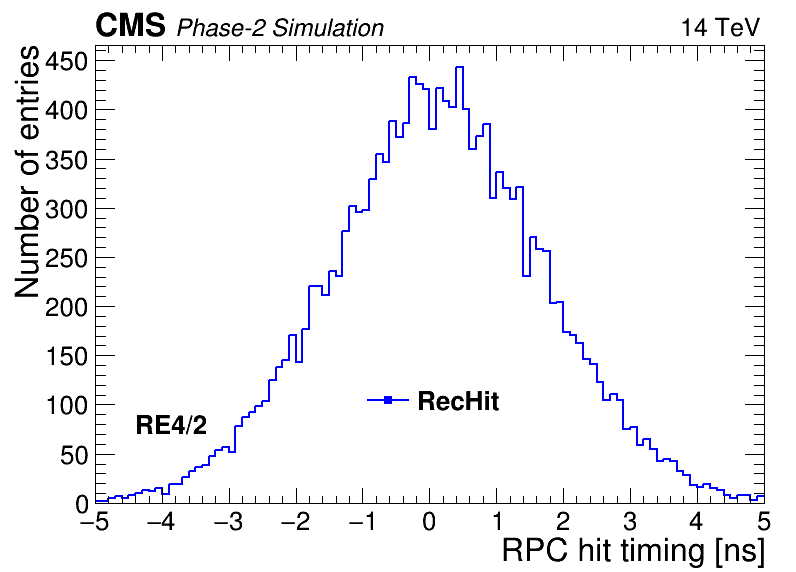 CMS Phase-2 Simulation 14 TeV
Number of entries
450
400
350
300
250
200
150
100
50
0
RE4/2
RecHit
−5 −4 −3 −2 −1 0 1 2 3 4 5
RPC hit timing [ns]